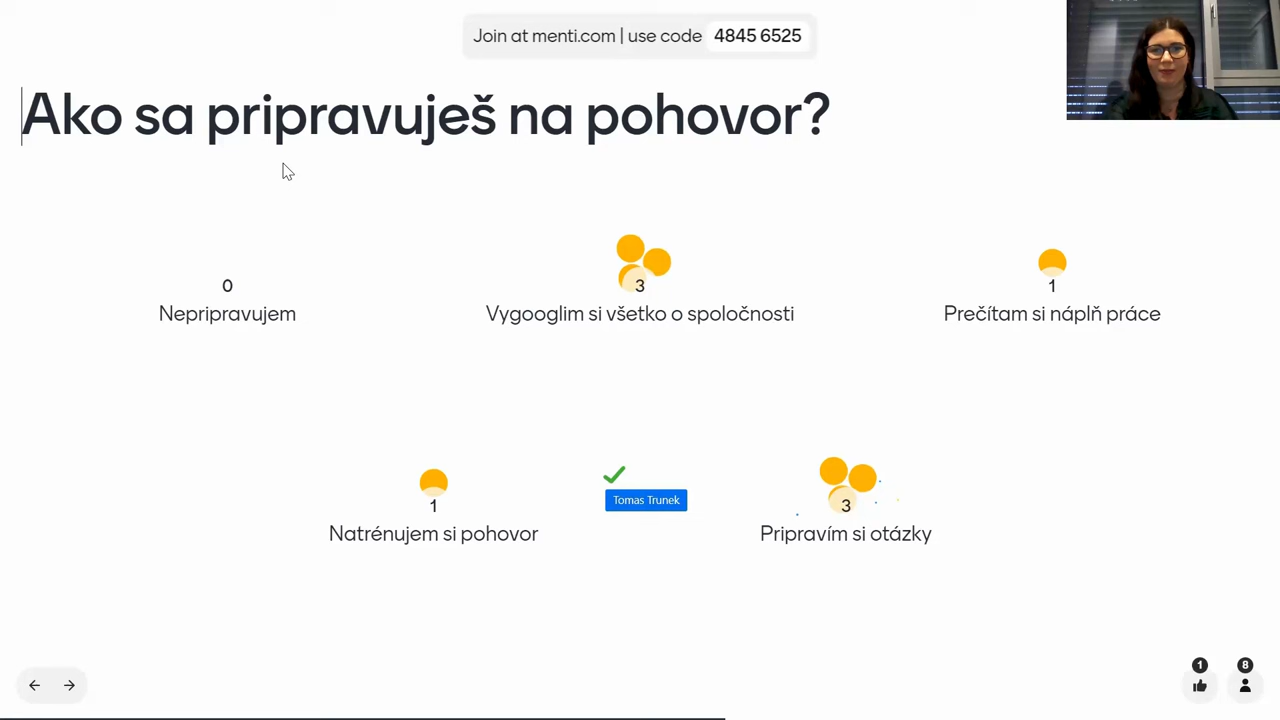 Join at menti.com | use code 4845 6525
Ako sa pripravuješ na pohovor?
0
Nepripravujem
3
Vygooglim si všetko o spoločnosti
1
Prečítam si náplň práce
1
Natrénujem si pohovor
Tomas Trunek
3
Pripravím si otázky
1
8